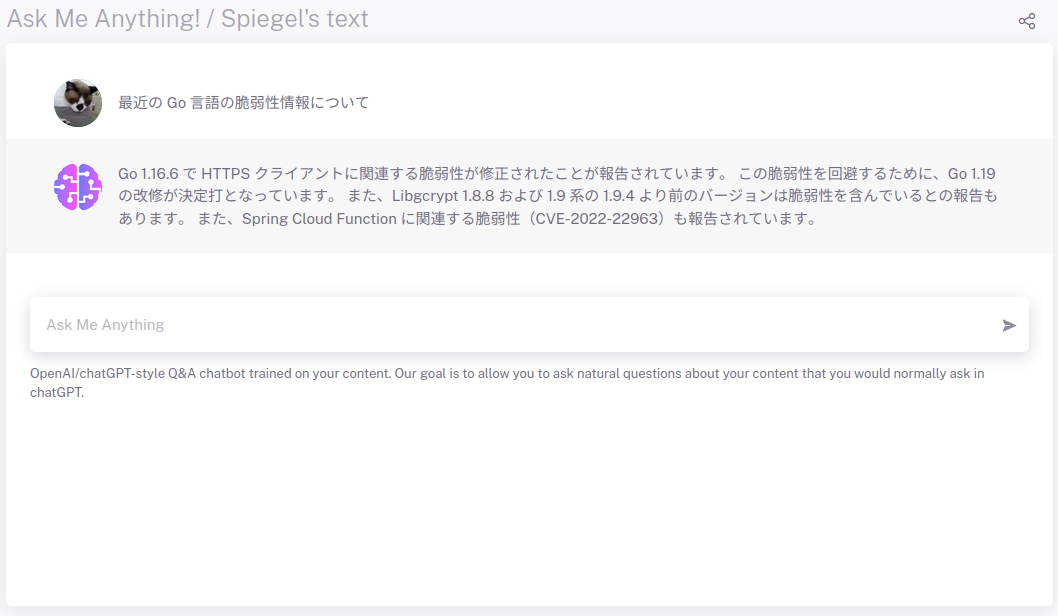 Ask Me Anything! / Spiegel's text
最近の Go 言語の脆弱性情報について
Go 1.16.6 で HTTPS クライアントに関連する脆弱性が修正されたことが報告されています。 この脆弱性を回避するために、Go 1.19
の改修が決定打となっています。 また、Libgcrypt 1.8.8 および 1.9 系の 1.9.4 より前のバージョンは脆弱性を含んでいるとの報告も
あります。 また、Spring Cloud Function に関連する脆弱性（CVE-2022-22963）も報告されています。
Ask Me Anything
OpenAI/chatGPT-style Q&A chatbot trained on your content. Our goal is to allow you to ask natural questions about your content that you would normally ask in
chatGPT.